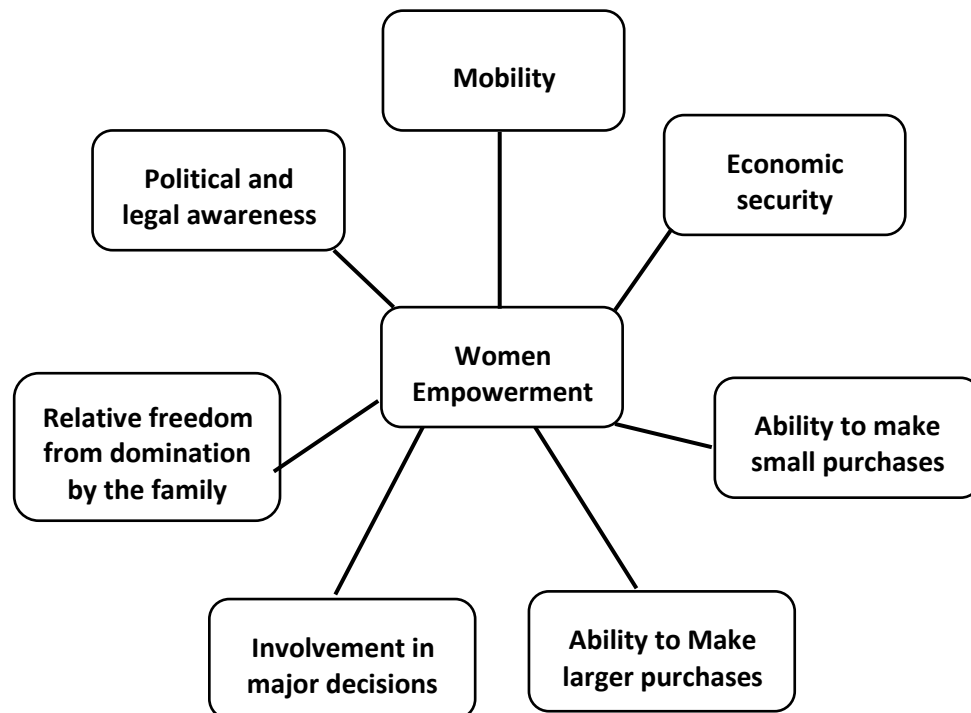 Mobility
Political and
legal awareness
Economic
security
Women
Empowerment
Relative freedom
from domination
by the family
Ability to make
small purchases
Involvement in
major decisions
Ability to Make
larger purchases